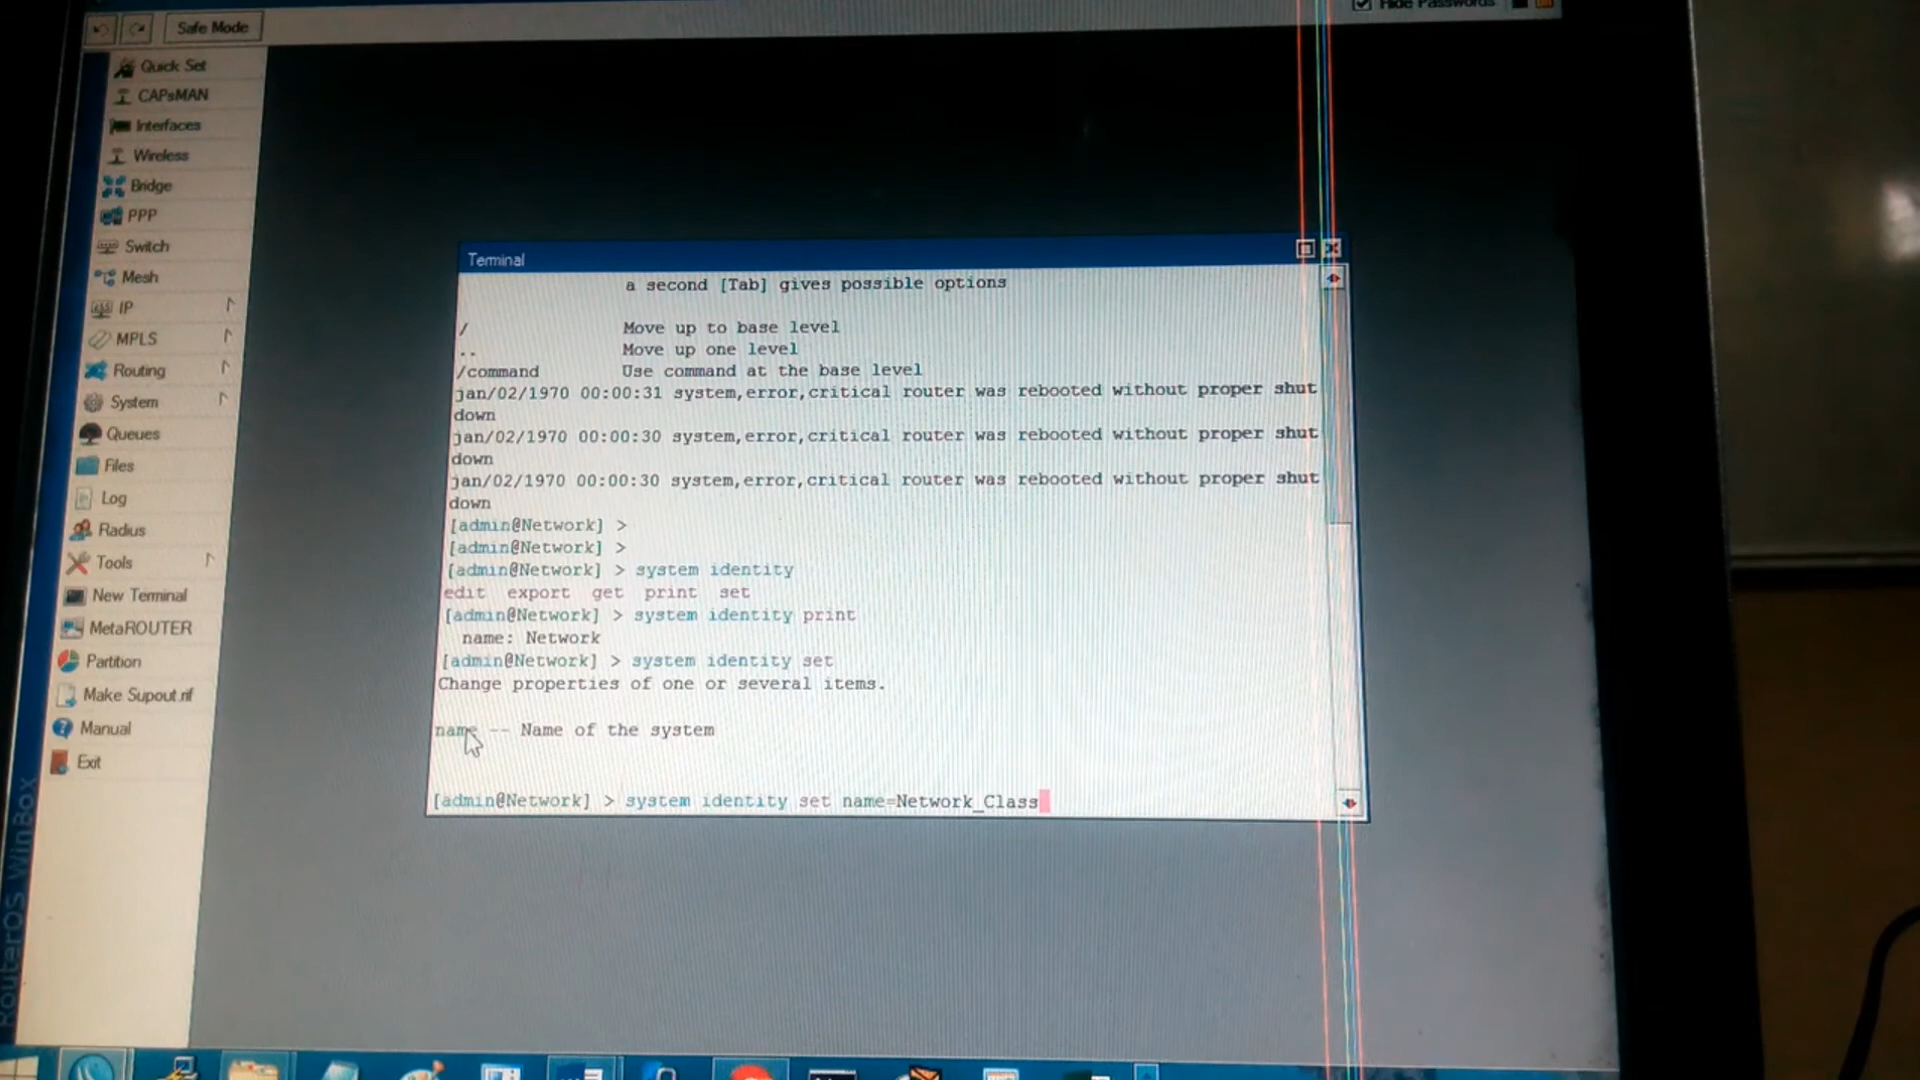 Hide Passwords
Safe Mode
Quick Set
CAPsMAN
Interfaces
Wireless
Bridge
PPP
Switch
Mesh
IP
MPLS
Routing
System
Queues
Files
Log
Radius
Tools
New Terminal
MetaROUTER
Partition
Make Supout.rif
Manual
Exit
RouterOS WinBox
Terminal
a second [Tab] gives possible options
/ Move up to base level
.. Move up one level
/command Use command at the base level
jan/02/1970 00:00:31 system,error,critical router was rebooted without proper shut
down
jan/02/1970 00:00:30 system,error,critical router was rebooted without proper shut
down
jan/02/1970 00:00:30 system,error,critical router was rebooted without proper shut
down
[admin@Network] >
[admin@Network] >
[admin@Network] > system identity
edit export get print set
[admin@Network] > system identity print
name: Network
[admin@Network] > system identity set
Change properties of one or several items.
name -- Name of the system
[admin@Network] > system identity set name=Network_Class